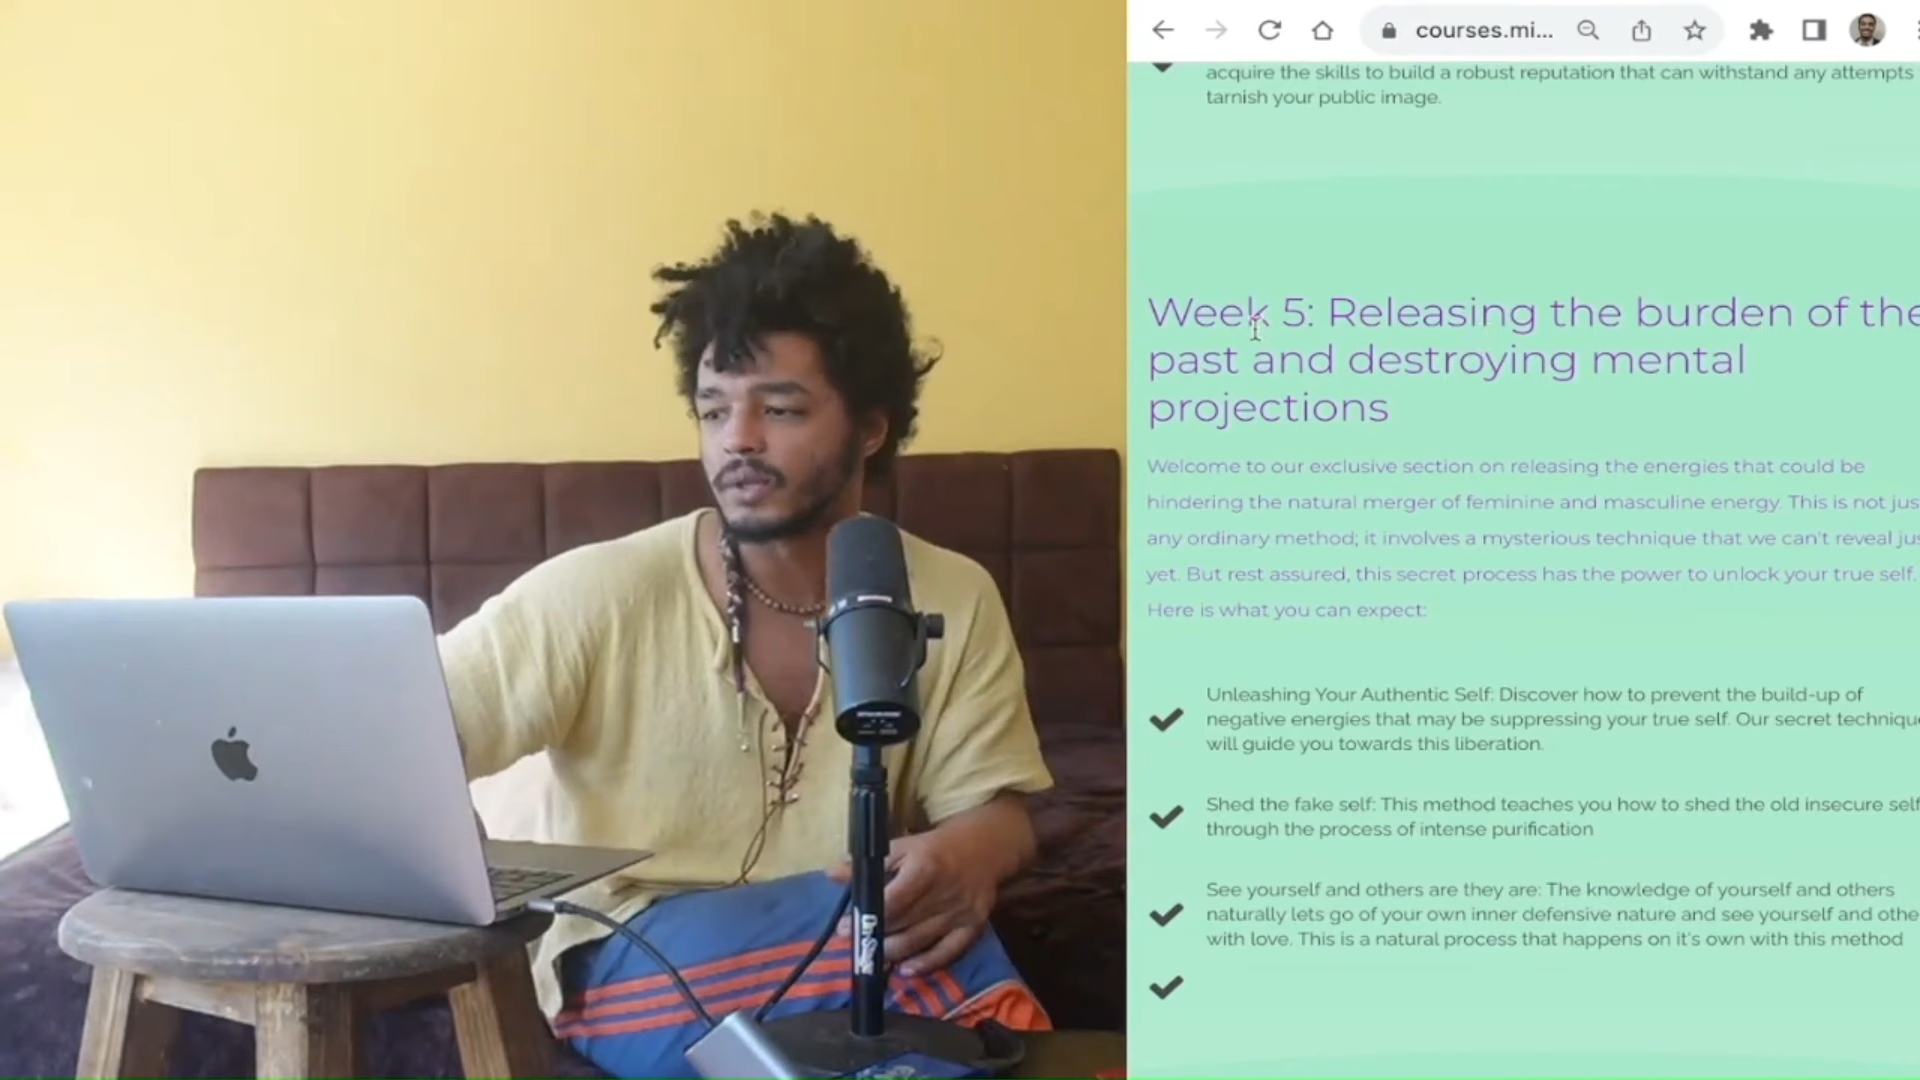 courses.mi...
acquire the skills to build a robust reputation that can withstand any attempts
tarnish your public image.
Week 5: Releasing the burden of the
past and destroying mental
projections
Welcome to our exclusive section on releasing the energies that could be
hindering the natural merger of feminine and masculine energy. This is not jus
any ordinary method; it involves a mysterious technique that we can't reveal jus
yet. But rest assured, this secret process has the power to unlock your true self.
Here is what you can expect:
Unleashing Your Authentic Self: Discover how to prevent the build-up of
negative energies that may be suppressing your true self. Our secret technique
will guide you towards this liberation.
Shed the fake self: This method teaches you how to shed the old insecure self
through the process of intense purification
See yourself and others are they are: The knowledge of yourself and others
naturally lets go of your own inner defensive nature and see yourself and othe
with love. This is a natural process that happens on it's own with this method
On-Stage